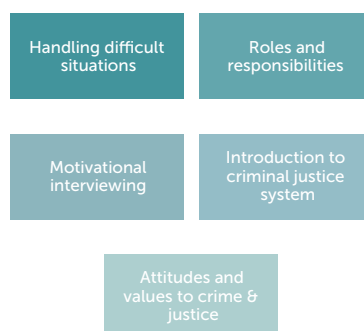 Handling difficult
situations
Roles and
responsibilities
Motivational
interviewing
Introduction to
criminal justice
system
Attitudes and
values to crime &
justice